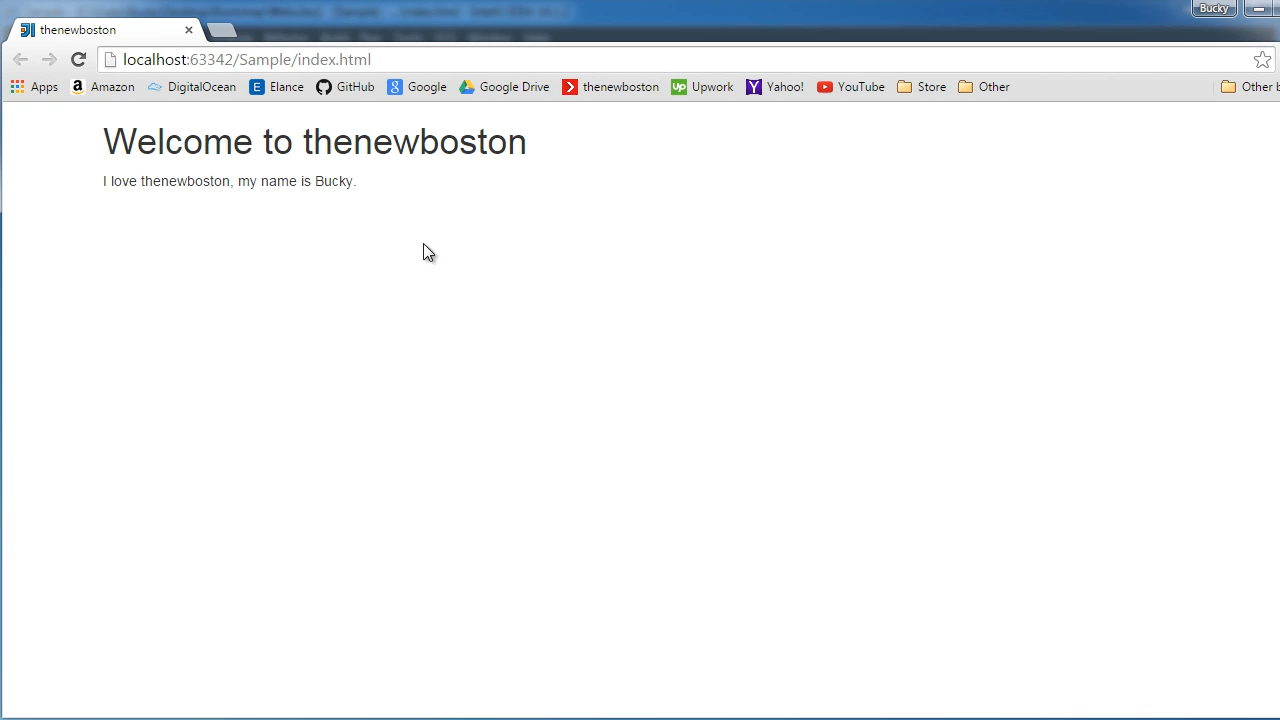 Bucky
thenewboston
localhost:63342/Sample/index.html
Apps Amazon DigitalOcean Elance GitHub Google Google Drive thenewboston Upwork Yahoo! YouTube Store Other Other b
Welcome to thenewboston
I love thenewboston, my name is Bucky.